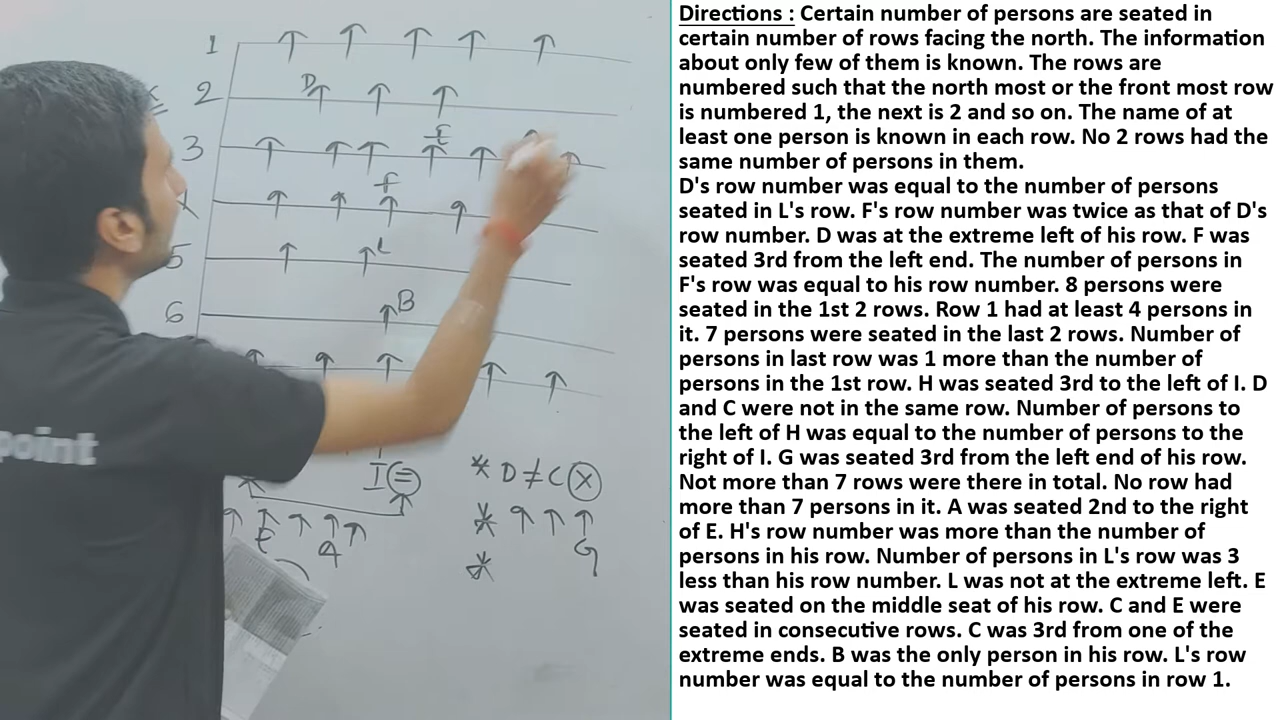 Directions : Certain number of persons are seated in
certain number of rows facing the north. The information
about only few of them is known. The rows are
numbered such that the north most or the front most row
is numbered 1, the next is 2 and so on. The name of at
least one person is known in each row. No 2 rows had the
same number of persons in them.
D's row number was equal to the number of persons
seated in L's row. F's row number was twice as that of D's
row number. D was at the extreme left of his row. F was
seated 3rd from the left end. The number of persons in
F's row was equal to his row number. 8 persons were
seated in the 1st 2 rows. Row 1 had at least 4 persons in
it. 7 persons were seated in the last 2 rows. Number of
persons in last row was 1 more than the number of
persons in the 1st row. H was seated 3rd to the left of I. D
and C were not in the same row. Number of persons to
the left of H was equal to the number of persons to the
right of I. G was seated 3rd from the left end of his row.
Not more than 7 rows were there in total. No row had
more than 7 persons in it. A was seated 2nd to the right
of E. H's row number was more than the number of
persons in his row. Number of persons in L's row was 3
less than his row number. L was not at the extreme left. E
was seated on the middle seat of his row. C and E were
seated in consecutive rows. C was 3rd from one of the
extreme ends. B was the only person in his row. L's row
number was equal to the number of persons in row 1.
1
D
2
E
3
F
5
L
6
B
I
* D ≠ C
E A
G
point